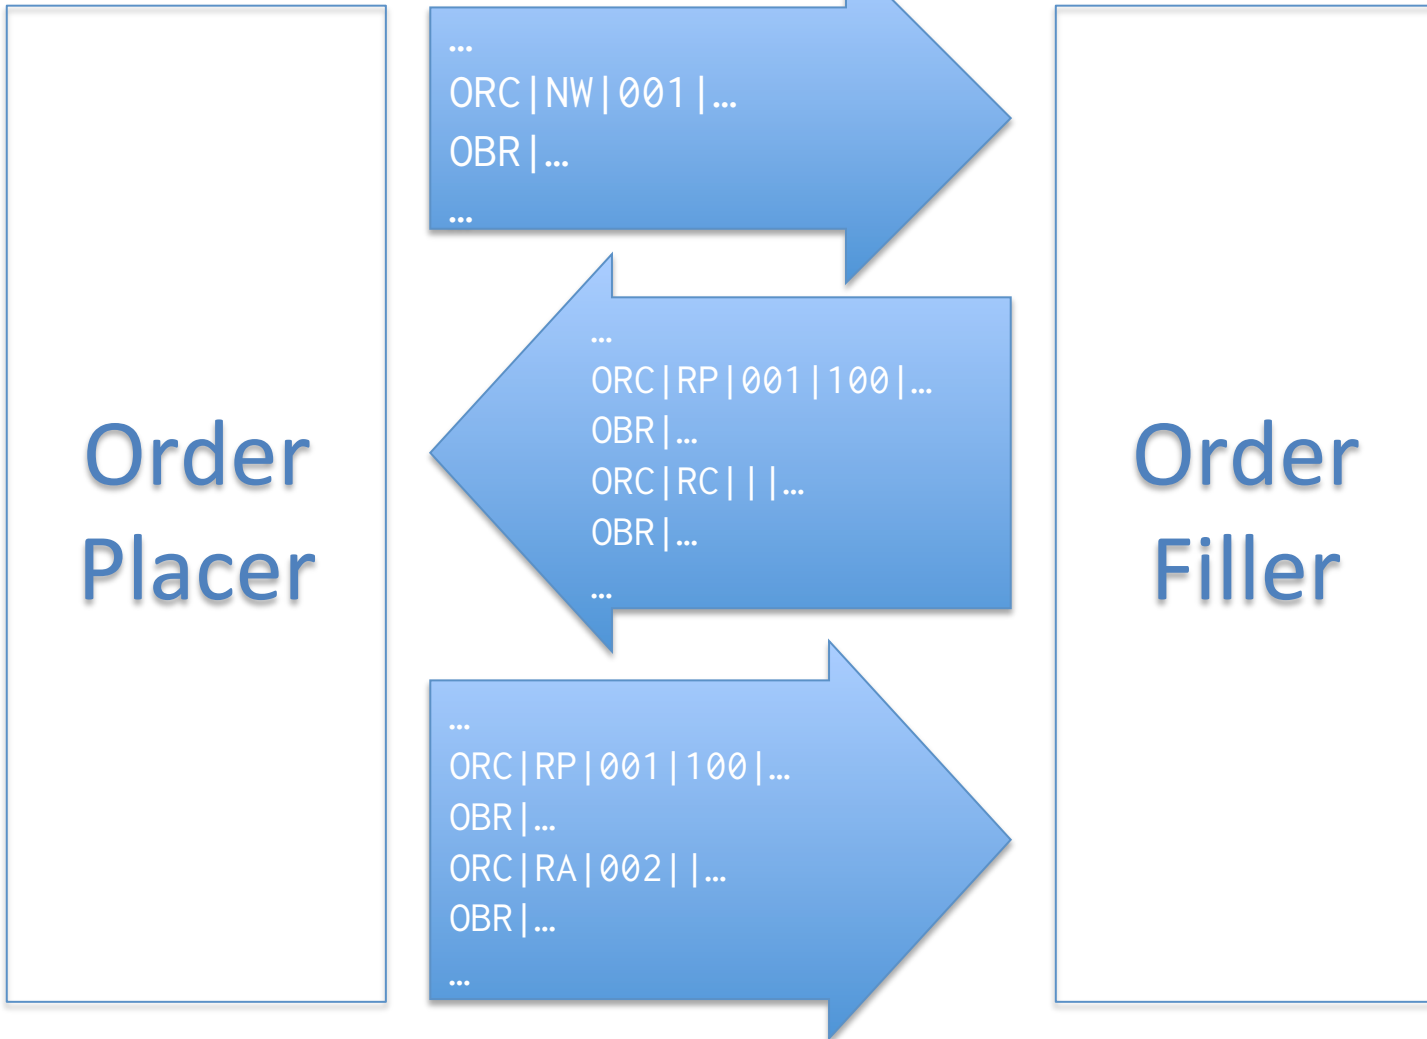 Order
Placer
…
ORC|NW|001|…
OBR|…
…
…
ORC|RP|001|100|…
OBR|…
ORC|RC|||…
OBR|…
…
…
ORC|RP|001|100|…
OBR|…
ORC|RA|002||…
OBR|…
…
Order
Filler